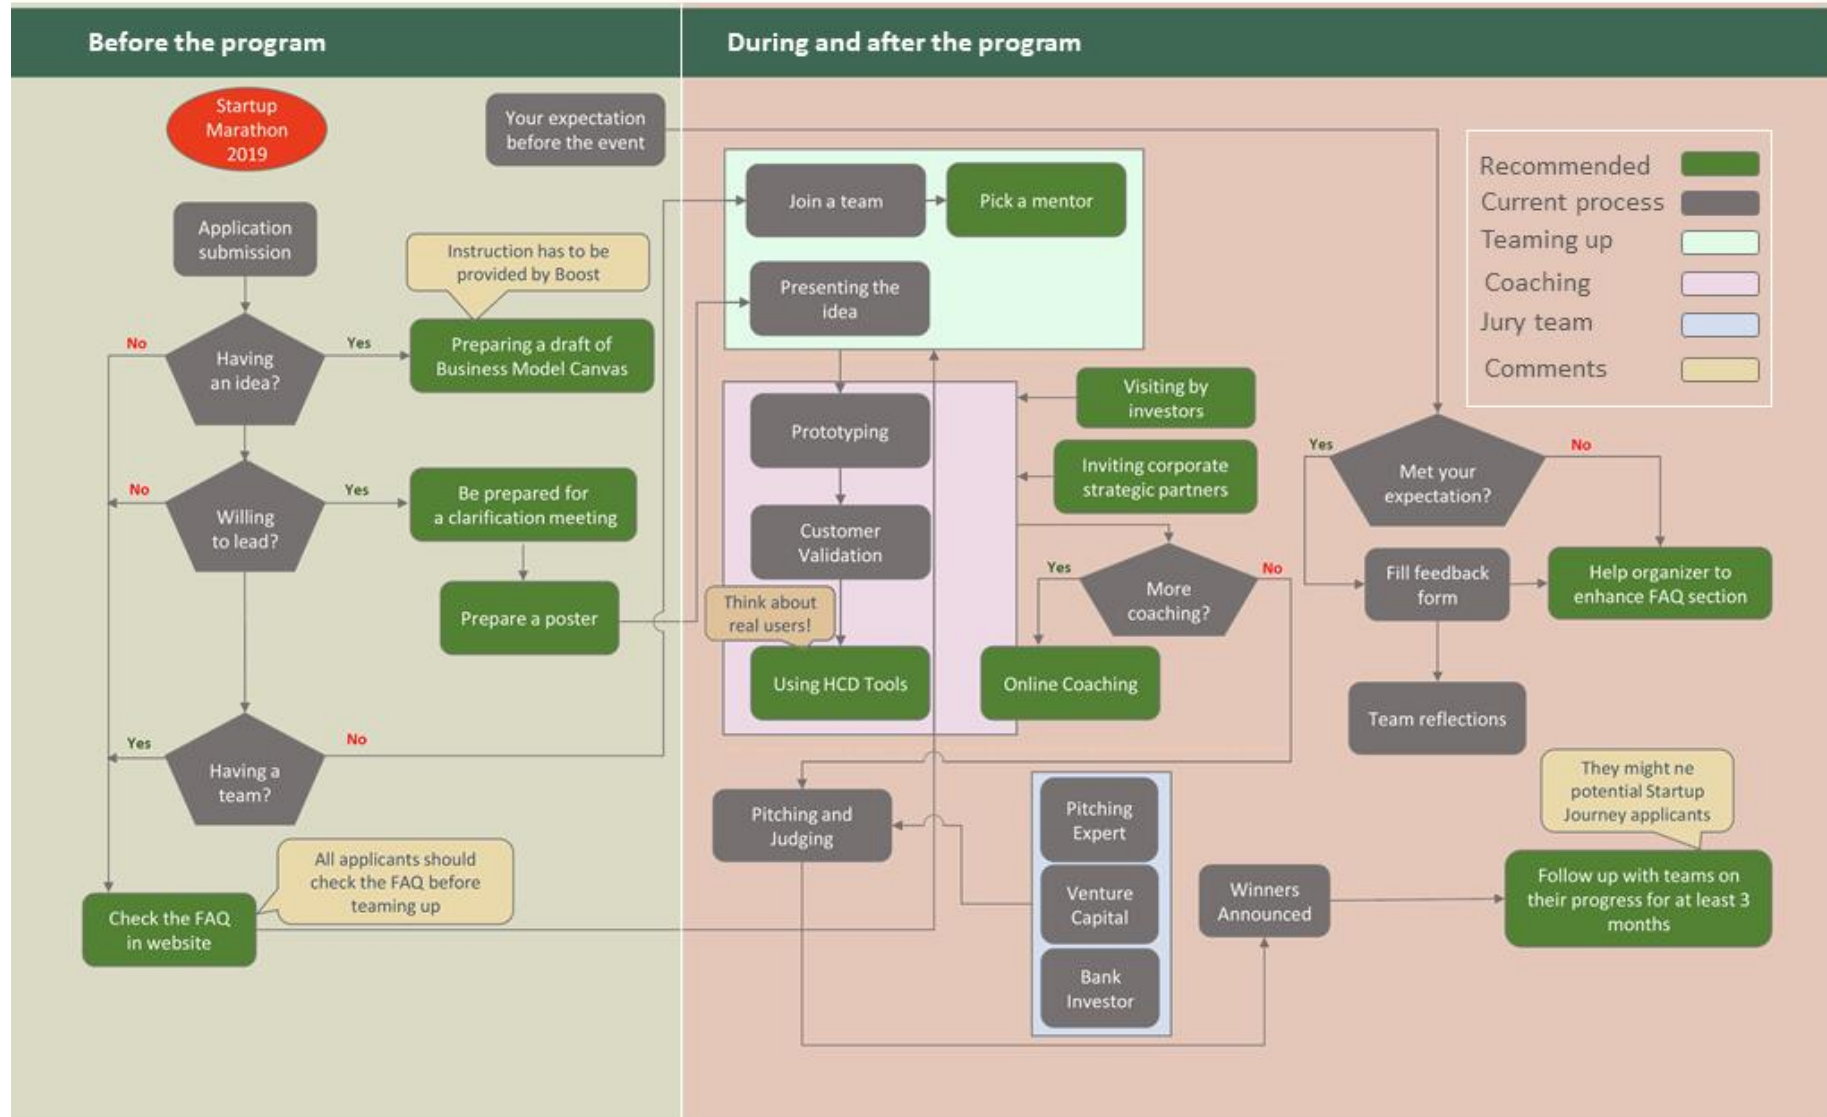 Before the program
During and after the program
Startup
Marathon
2019
Your expectation
before the event
Application
submission
Instruction has to be
provided by Boost
No
Having
an idea?
Yes
Preparing a draft of
Business Model Canvas
No
Willing
to lead?
Yes
Be prepared for
a clarification meeting
Prepare a poster
Yes
Having a
team?
No
All applicants should
check the FAQ before
teaming up
Check the FAQ
in website
Join a team
Pick a mentor
Presenting the
idea
Prototyping
Visiting by
investors
Inviting corporate
strategic partners
Customer
Validation
Think about
real users!
Using HCD Tools
Yes
More
coaching?
No
Online Coaching
Pitching and
Judging
Pitching
Expert
Venture
Capital
Bank
Investor
Winners
Announced
Recommended
Current process
Teaming up
Coaching
Jury team
Comments
Yes
Met your
expectation?
No
Fill feedback
form
Help organizer to
enhance FAQ section
Team reflections
They might ne
potential Startup
Journey applicants
Follow up with teams on
their progress for at least 3
months